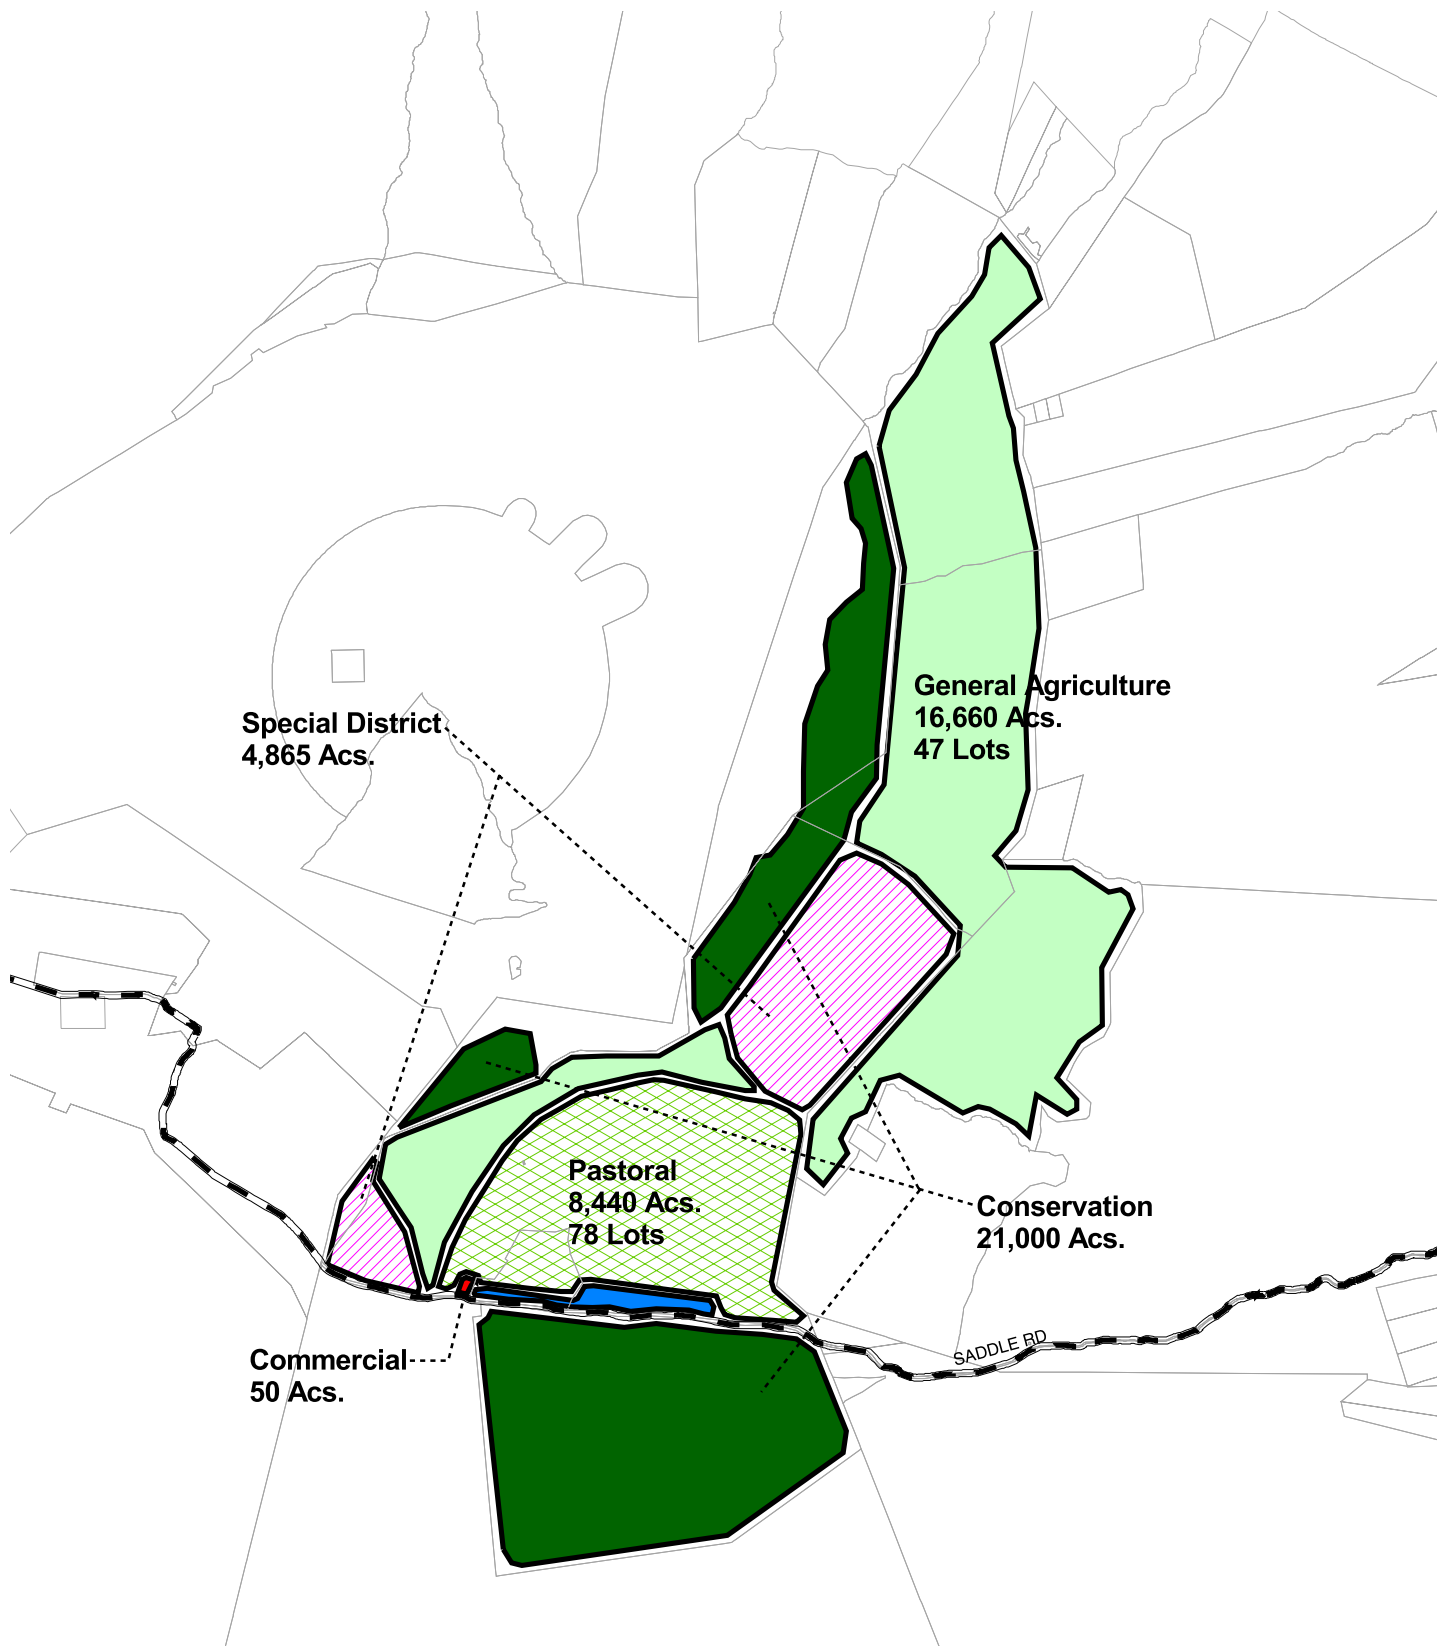 General Agriculture
16,660 Acs.
47 Lots
Special District
4,865 Acs.
Pastoral
8,440 Acs.
78 Lots
Conservation
21,000 Acs.
SADDLE RD
Commercial
50 Acs.